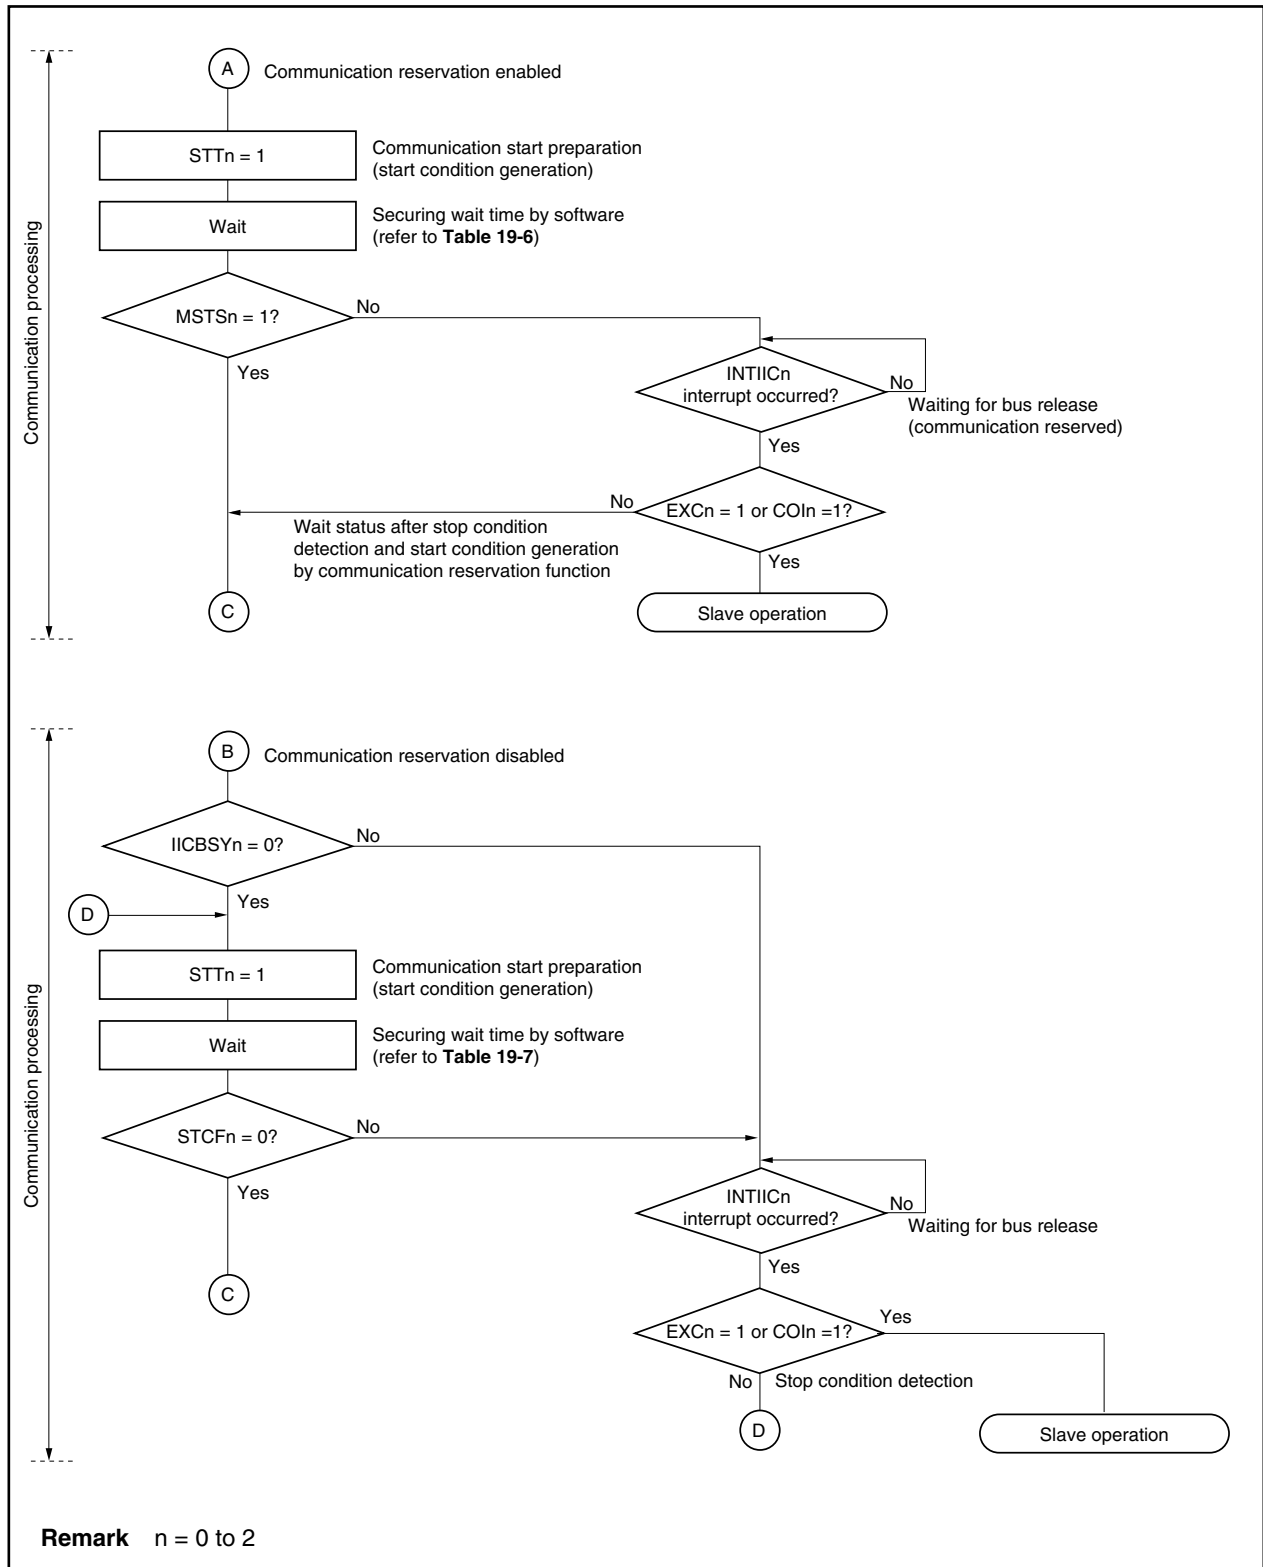 Communication processing
A
Communication reservation enabled
STTn = 1
Communication start preparation
(start condition generation)
Wait
Securing wait time by software
(refer to Table 19-6)
MSTSn = 1?
No
Yes
INTIICn
interrupt occurred?
No
Waiting for bus release
(communication reserved)
Yes
EXCn = 1 or COIn =1?
No
Wait status after stop condition
detection and start condition generation
by communication reservation function
Yes
C
Slave operation
Communication processing
B
Communication reservation disabled
IICBSYn = 0?
No
Yes
D
STTn = 1
Communication start preparation
(start condition generation)
Wait
Securing wait time by software
(refer to Table 19-7)
STCFn = 0?
No
Yes
INTIICn
interrupt occurred?
No
Waiting for bus release
Yes
C
EXCn = 1 or COIn =1?
Yes
No
Stop condition detection
D
Slave operation
Remark n = 0 to 2